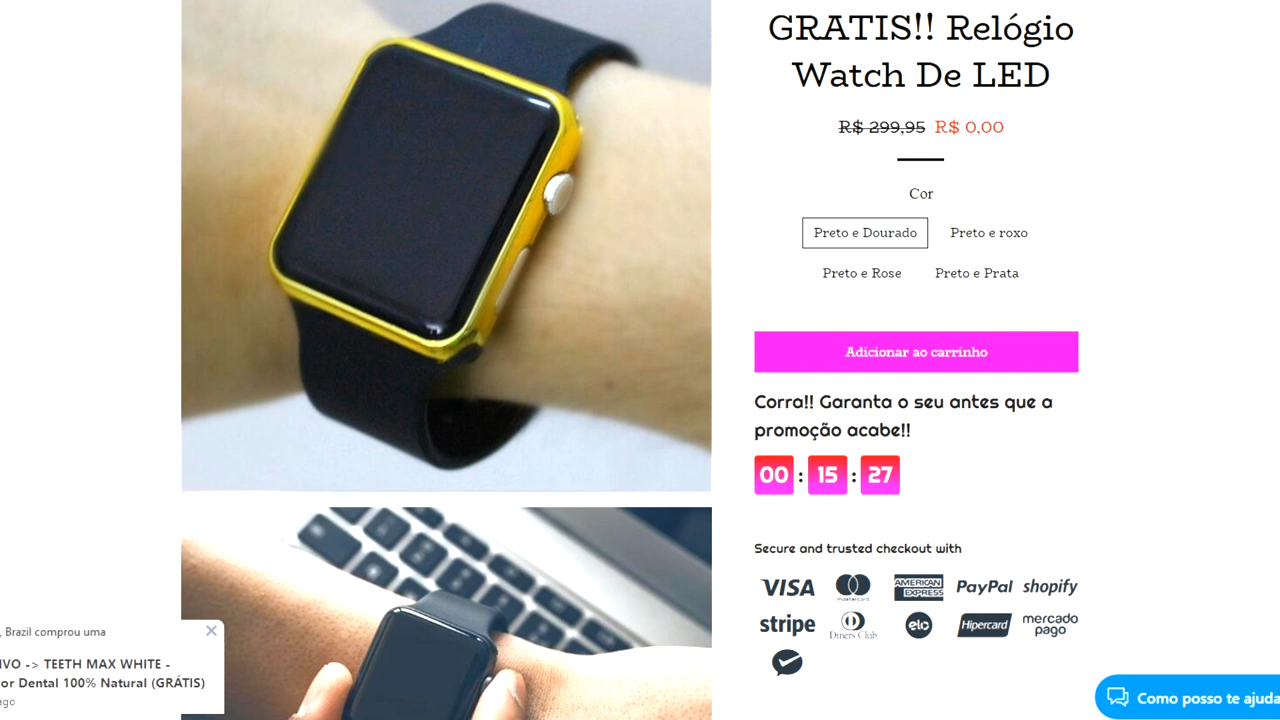 GRATIS!! Relógio
Watch De LED
R$ 299,95 R$ 0,00
Cor
Preto e Dourado Preto e roxo
Preto e Rose Preto e Prata
Adicionar ao carrinho
Corra!! Garanta o seu antes que a
promoção acabe!!
00 : 15 : 27
Secure and trusted checkout with
VISA mastercard AMERICAN EXPRESS PayPal shopify
stripe Diners Club elo Hipercard mercado pago
, Brazil comprou uma
IVO -> TEETH MAX WHITE -
or Dental 100% Natural (GRÁTIS)
ago
Como posso te ajuda